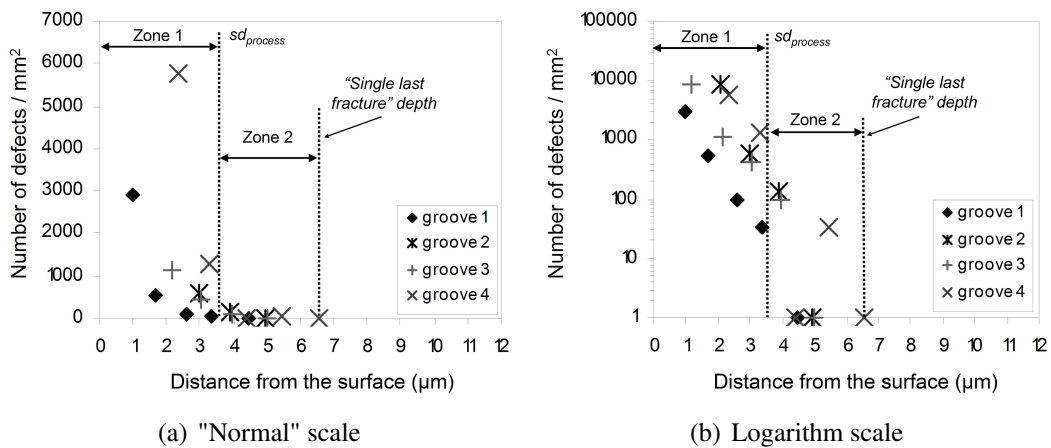 7000
6000
5000
4000
3000
2000
1000
0
Number of defects / mm²
Zone 1
sd_process
"Single last
fracture" depth
Zone 2
groove 1
groove 2
groove 3
groove 4
0 1 2 3 4 5 6 7 8 9 10 11 12
Distance from the surface (µm)
(a) "Normal" scale
100000
10000
1000
100
10
1
Number of defects / mm²
Zone 1
sd_process
"Single last
fracture" depth
Zone 2
groove 1
groove 2
groove 3
groove 4
0 1 2 3 4 5 6 7 8 9 10 11 12
Distance from the surface (µm)
(b) Logarithm scale